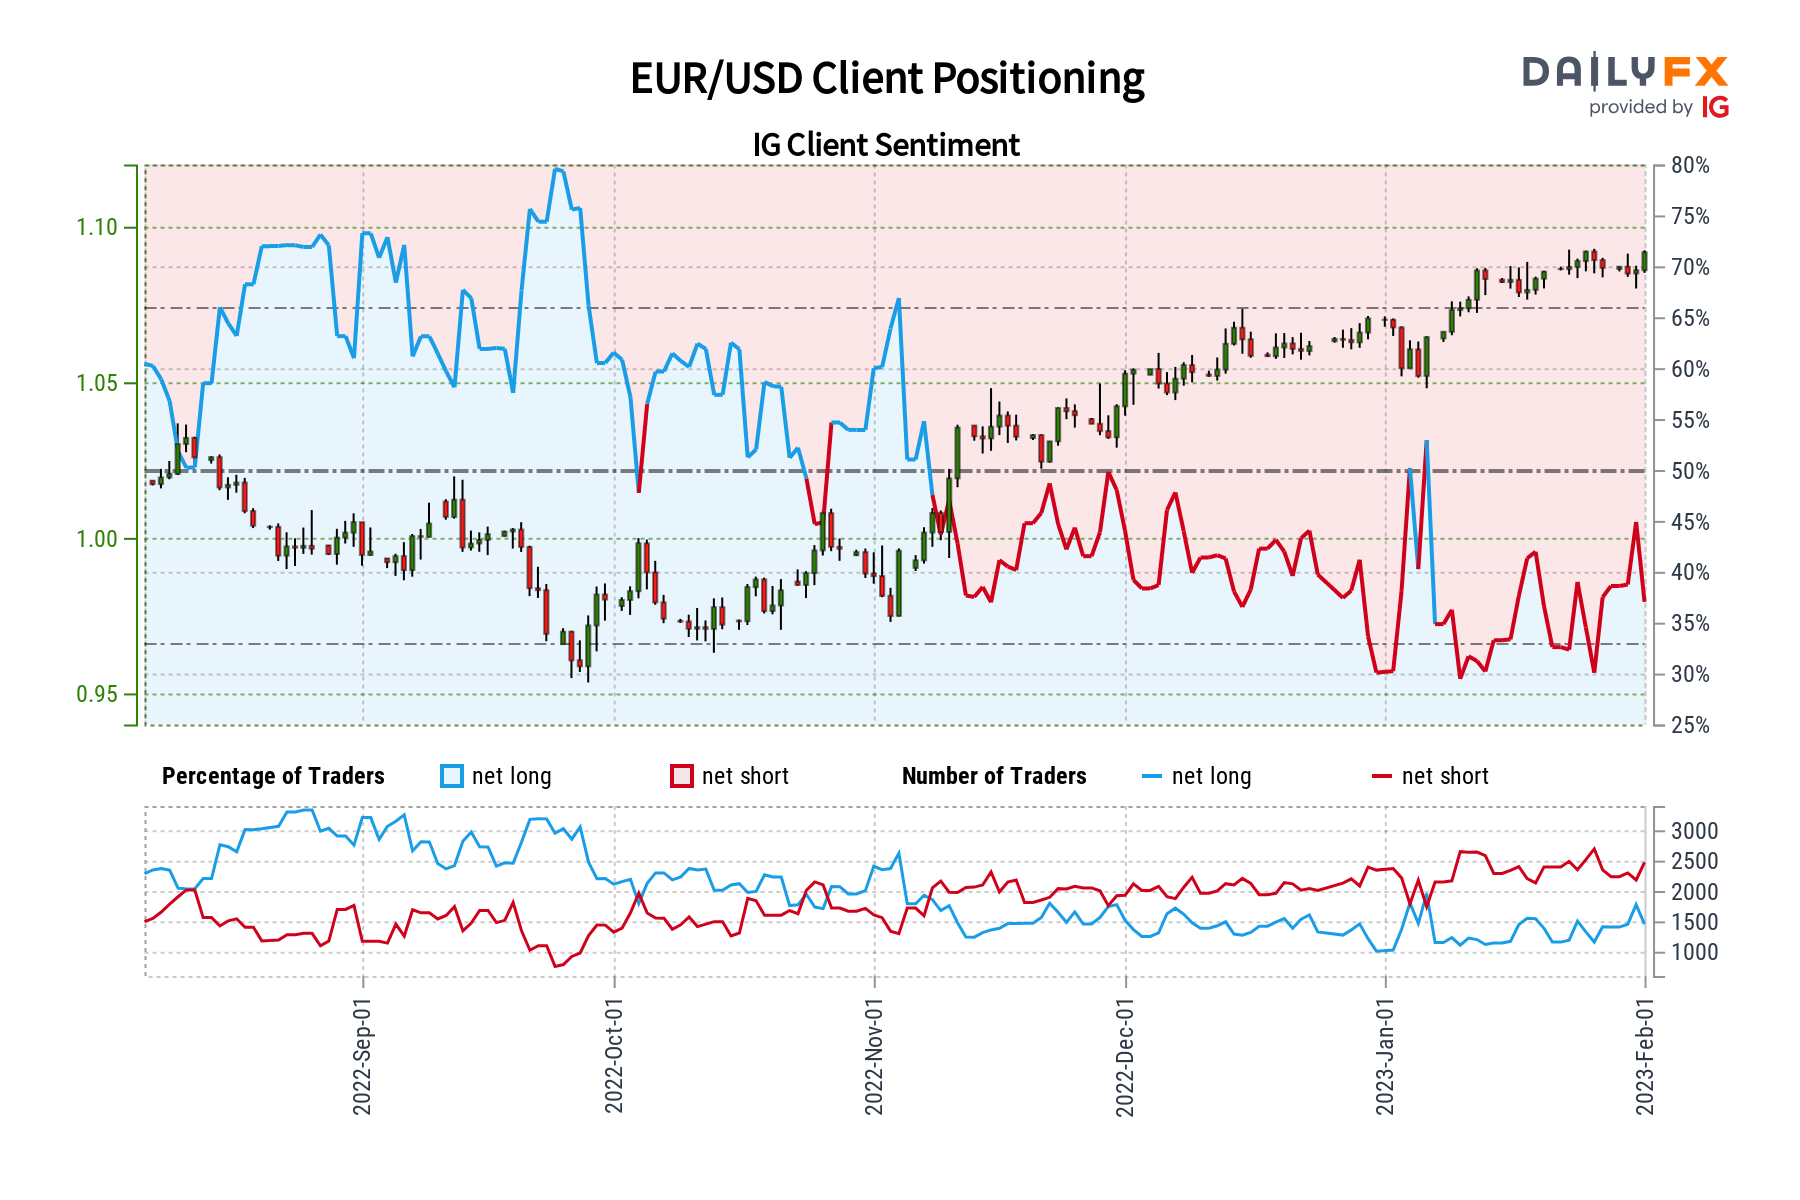 EUR/USD Client Positioning
DAILYFX
provided by IG
IG Client Sentiment
1.10
1.05
1.00
0.95
80%
75%
70%
65%
60%
55%
50%
45%
40%
35%
30%
25%
Percentage of Traders net long net short Number of Traders net long net short
3000
2500
2000
1500
1000
2022-Sep-01
2022-Oct-01
2022-Nov-01
2022-Dec-01
2023-Jan-01
2023-Feb-01